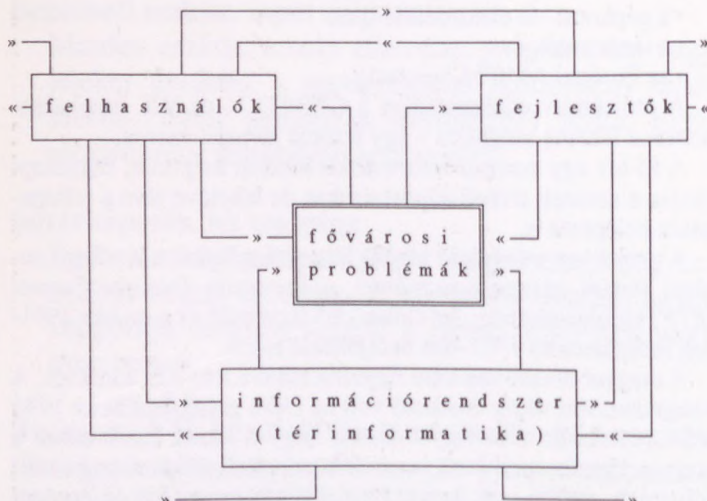 felhasználók
fejlesztők
fővárosi
problémák
információrendszer
(térinformatika)